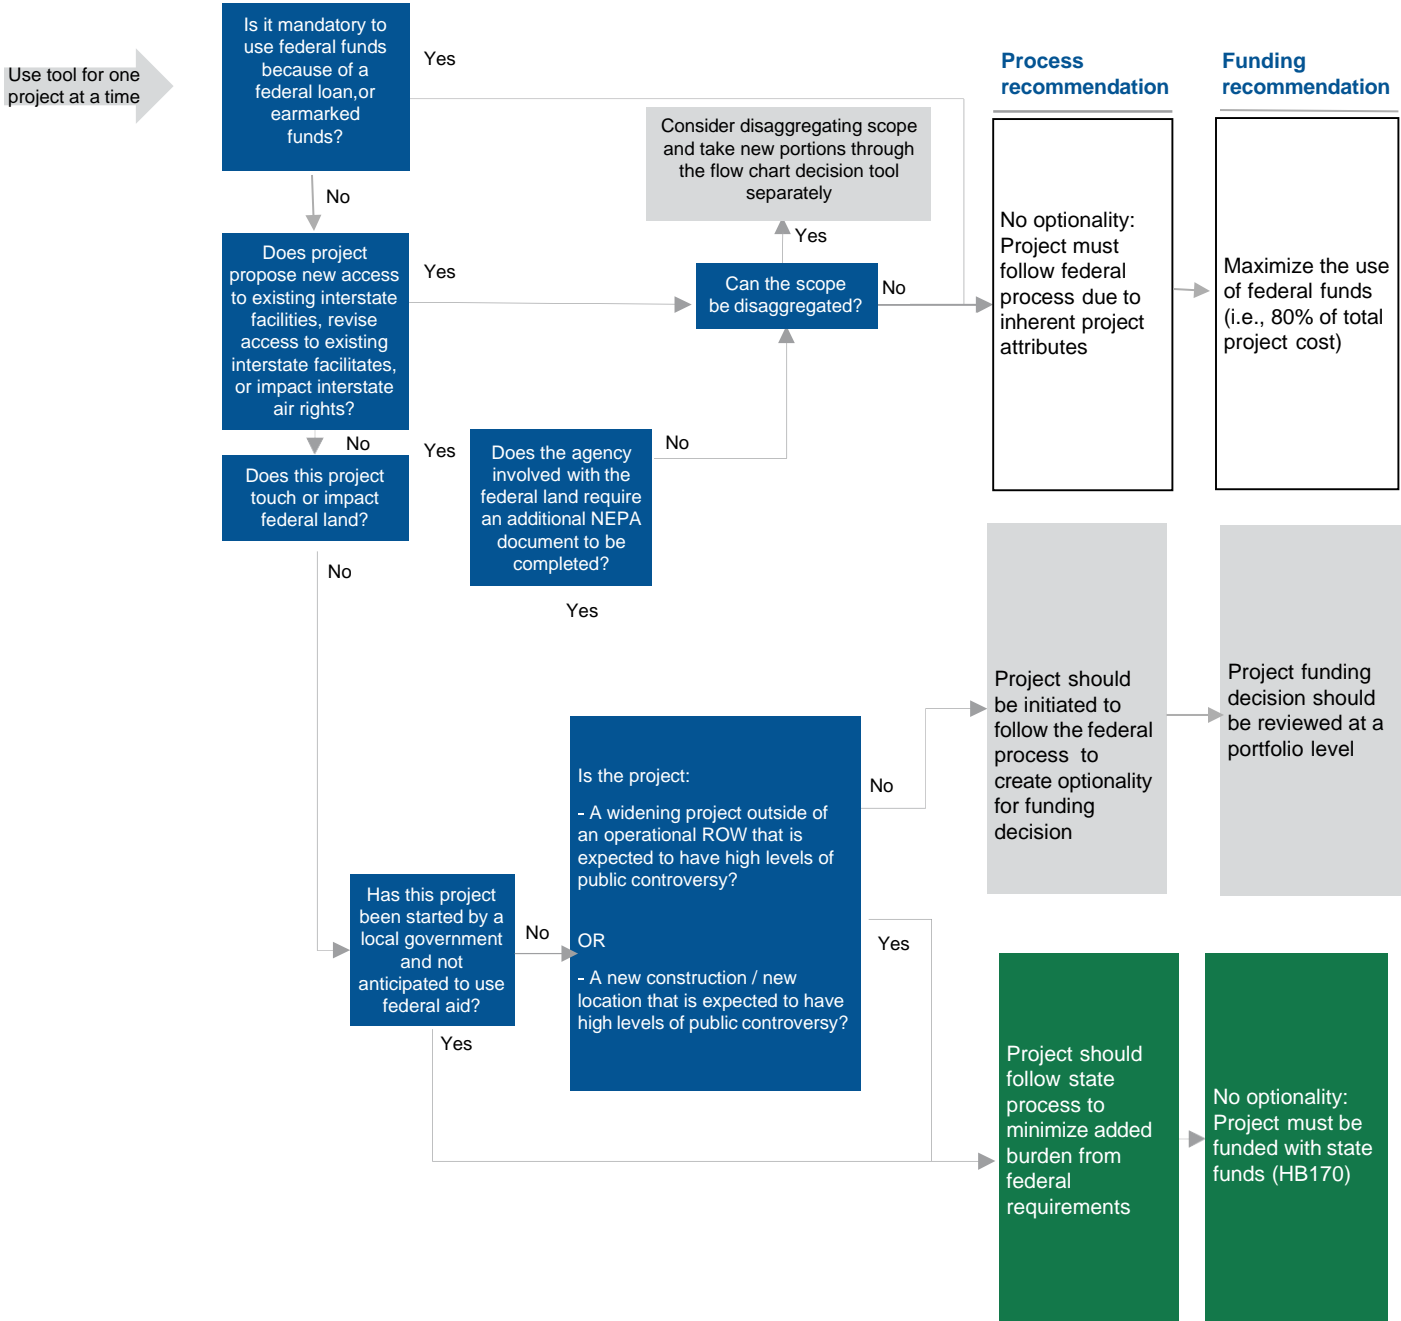 Use tool for one
project at a time
Is it mandatory to
use federal funds
because of a
federal loan,or
earmarked
funds?
Yes
No
Does project
propose new access
to existing interstate
facilities, revise
access to existing
interstate facilitates,
or impact interstate
air rights?
Yes
No
Does this project
touch or impact
federal land?
Yes
No
Does the agency
involved with the
federal land require
an additional NEPA
document to be
completed?
No
Yes
Can the scope
be disaggregated?
Yes
No
Consider disaggregating scope
and take new portions through
the flow chart decision tool
separately
Has this project
been started by a
local government
and not
anticipated to use
federal aid?
No
Yes
Is the project:
- A widening project outside of
an operational ROW that is
expected to have high levels of
public controversy?
OR
- A new construction / new
location that is expected to have
high levels of public controversy?
No
Yes
Process
recommendation
Funding
recommendation
No optionality:
Project must
follow federal
process due to
inherent project
attributes
Maximize the use
of federal funds
(i.e., 80% of total
project cost)
Project should
be initiated to
follow the federal
process to
create optionality
for funding
decision
Project funding
decision should
be reviewed at a
portfolio level
Project should
follow state
process to
minimize added
burden from
federal
requirements
No optionality:
Project must be
funded with state
funds (HB170)